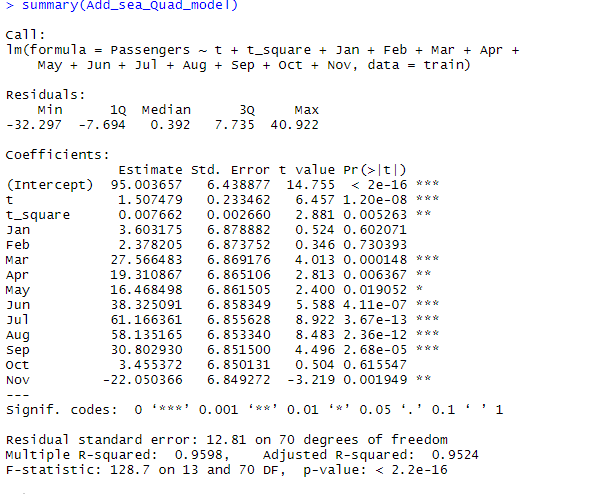 > summary(Add_sea_Quad_model)
Call:
lm(formula = Passengers ~ t + t_square + Jan + Feb + Mar + Apr +
    May + Jun + Jul + Aug + Sep + Oct + Nov, data = train)
Residuals:
    Min      1Q  Median      3Q     Max
-32.297  -7.694   0.392   7.735  40.922
Coefficients:
              Estimate Std. Error t value Pr(>|t|)
(Intercept)  95.003657   6.438877  14.755  < 2e-16 ***
t             1.507479   0.233462   6.457 1.20e-08 ***
t_square      0.007662   0.002660   2.881 0.005263 **
Jan           3.603175   6.878882   0.524 0.602071
Feb           2.378205   6.873752   0.346 0.730393
Mar          27.566483   6.869176   4.013 0.000148 ***
Apr          19.310867   6.865106   2.813 0.006367 **
May          16.468498   6.861505   2.400 0.019052 *
Jun          38.325091   6.858349   5.588 4.11e-07 ***
Jul          61.166361   6.855628   8.922 3.67e-13 ***
Aug          58.135165   6.853340   8.483 2.36e-12 ***
Sep          30.802930   6.851500   4.496 2.68e-05 ***
Oct           3.455372   6.850131   0.504 0.615547
Nov         -22.050366   6.849272  -3.219 0.001949 **
---
Signif. codes:  0 ‘***’ 0.001 ‘**’ 0.01 ‘*’ 0.05 ‘.’ 0.1 ‘ ’ 1
Residual standard error: 12.81 on 70 degrees of freedom
Multiple R-squared:  0.9598,    Adjusted R-squared:  0.9524
F-statistic: 128.7 on 13 and 70 DF,  p-value: < 2.2e-16